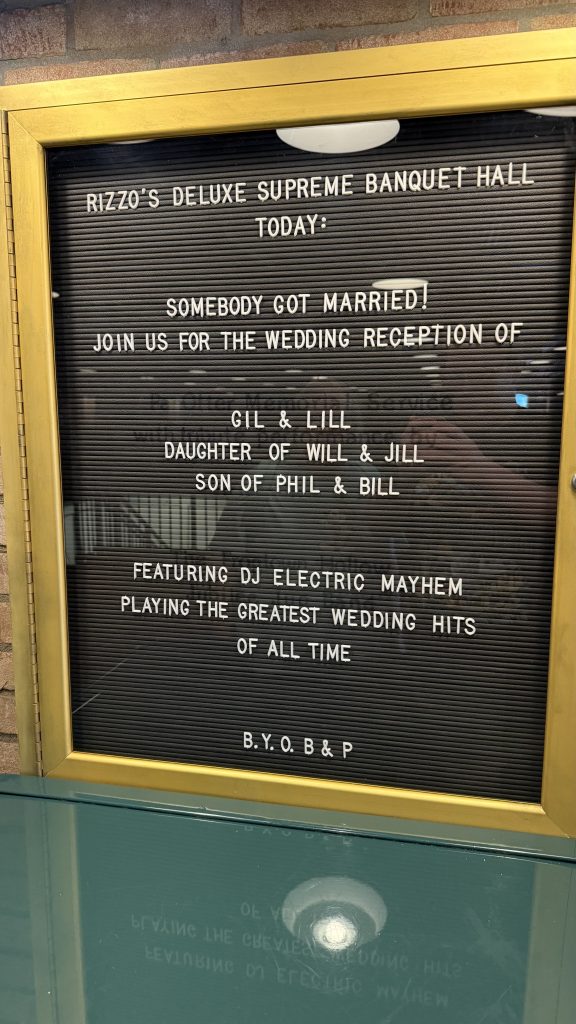 RIZZO'S DELUXE SUPREME BANQUET HALL
TODAY:
SOMEBODY GOT MARRIED!
JOIN US FOR THE WEDDING RECEPTION OF
GIL & LILL
DAUGHTER OF WILL & JILL
SON OF PHIL & BILL
FEATURING DJ ELECTRIC MAYHEM
PLAYING THE GREATEST WEDDING HITS
OF ALL TIME
B.Y.O. B & P